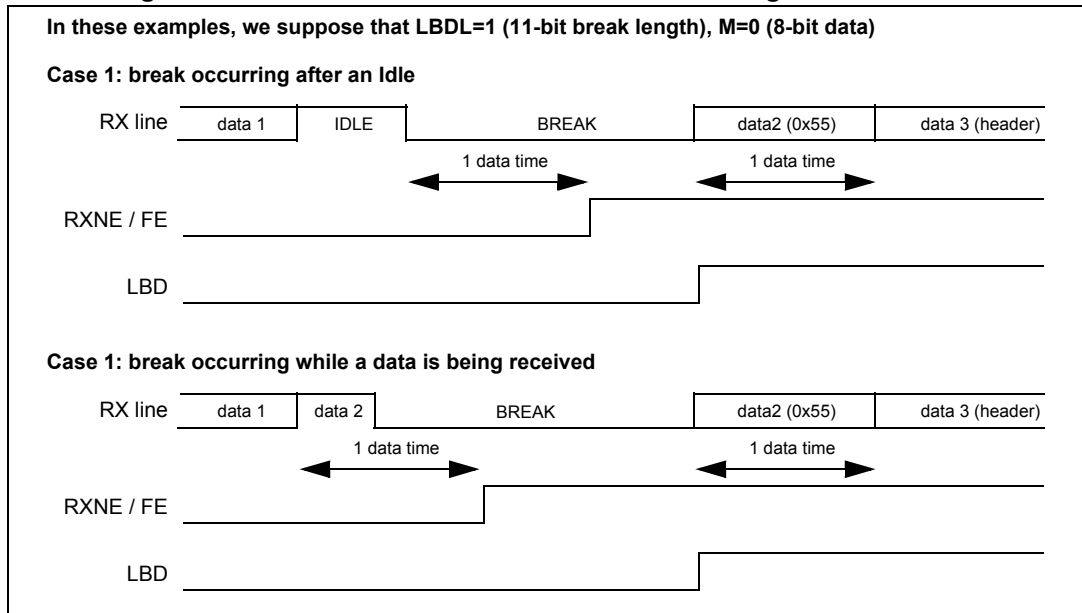 In these examples, we suppose that LBDL=1 (11-bit break length), M=0 (8-bit data)
Case 1: break occurring after an Idle
RX line data 1 IDLE BREAK data2 (0x55) data 3 (header)
1 data time 1 data time
RXNE / FE
LBD
Case 1: break occurring while a data is being received
RX line data 1 data 2 BREAK data2 (0x55) data 3 (header)
1 data time 1 data time
RXNE / FE
LBD